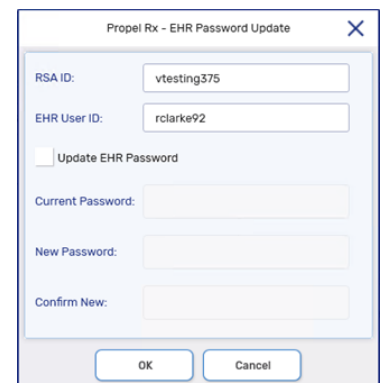 Propel Rx - EHR Password Update
RSA ID: vtesting375
EHR User ID: rclarke92
Update EHR Password
Current Password:
New Password:
Confirm New:
OK Cancel